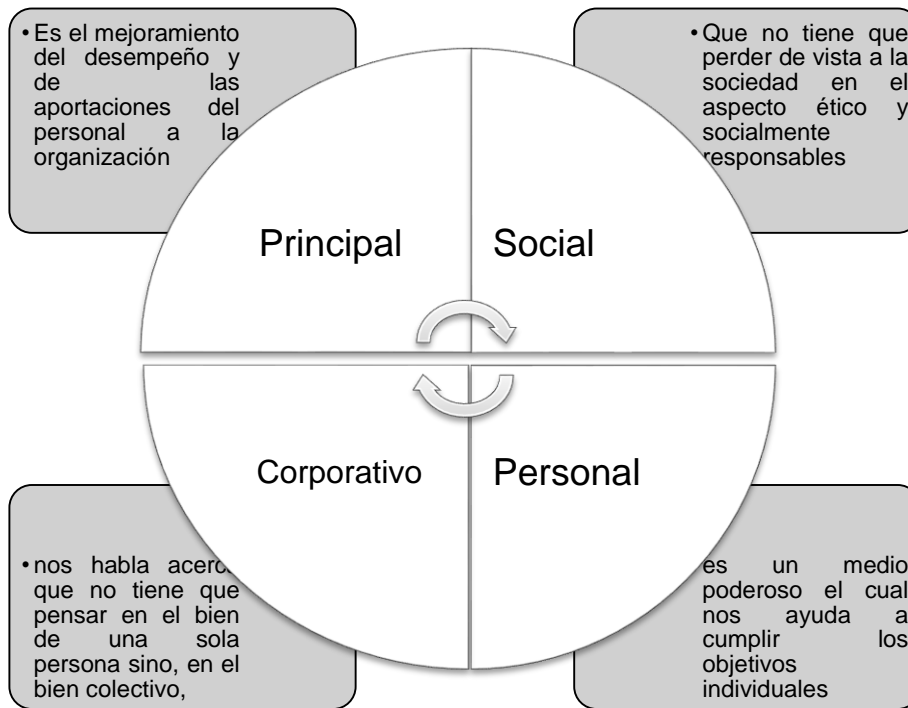 • Es el mejoramiento
del desempeño y
de las
aportaciones del
personal a la
organización
• Que no tiene que
perder de vista a la
sociedad en el
aspecto ético y
socialmente
responsables
Principal
Social
Corporativo
Personal
• nos habla acerca
que no tiene que
pensar en el bien
de una sola
persona sino, en el
bien colectivo,
es un medio
poderoso el cual
nos ayuda a
cumplir los
objetivos
individuales